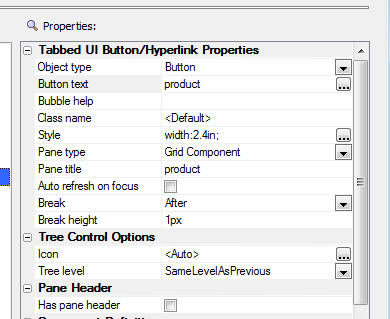 Properties:
Tabbed UI Button/Hyperlink Properties
Object type Button
Button text product
Bubble help
Class name <Default>
Style width:2.4in;
Pane type Grid Component
Pane title product
Auto refresh on focus
Break After
Break height 1px
Tree Control Options
Icon <Auto>
Tree level SameLevelAsPrevious
Pane Header
Has pane header